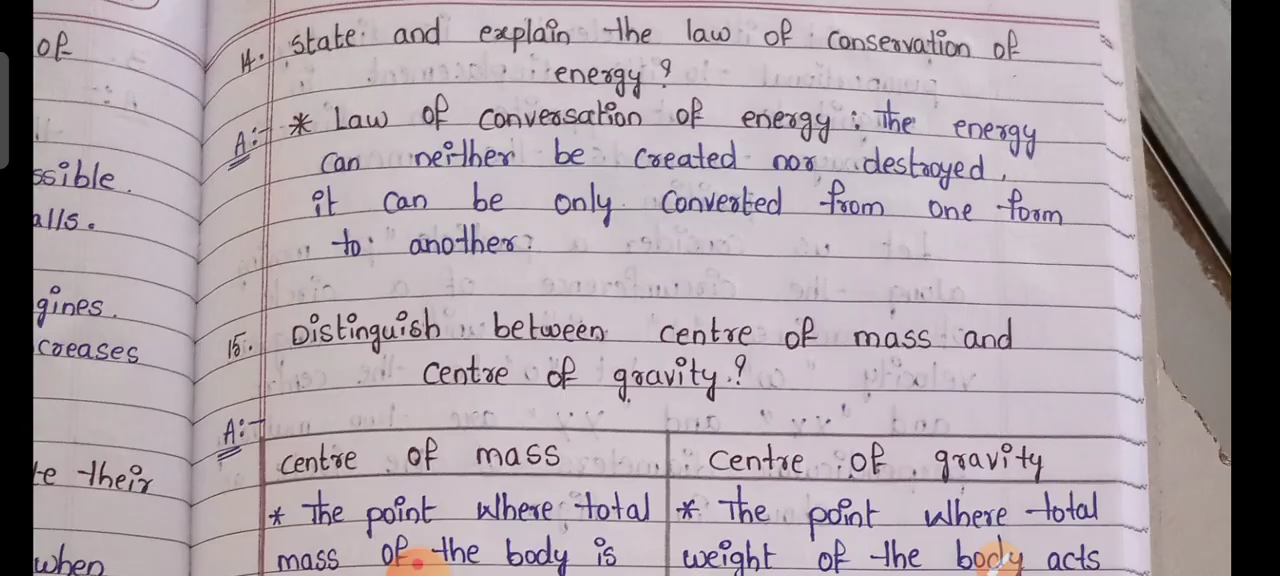 of
ssible.
alls.
gines.
creases
te their
when
14. State and explain the law of conservation of
energy?
A:- * Law of conversation of energy : The energy
can neither be created nor destroyed,
it can be only converted from one form
to another.
15. Distinguish between centre of mass and
centre of gravity?
A:-
centre of mass | centre of gravity
* The point where total | * The point where total
mass of the body is | weight of the body acts